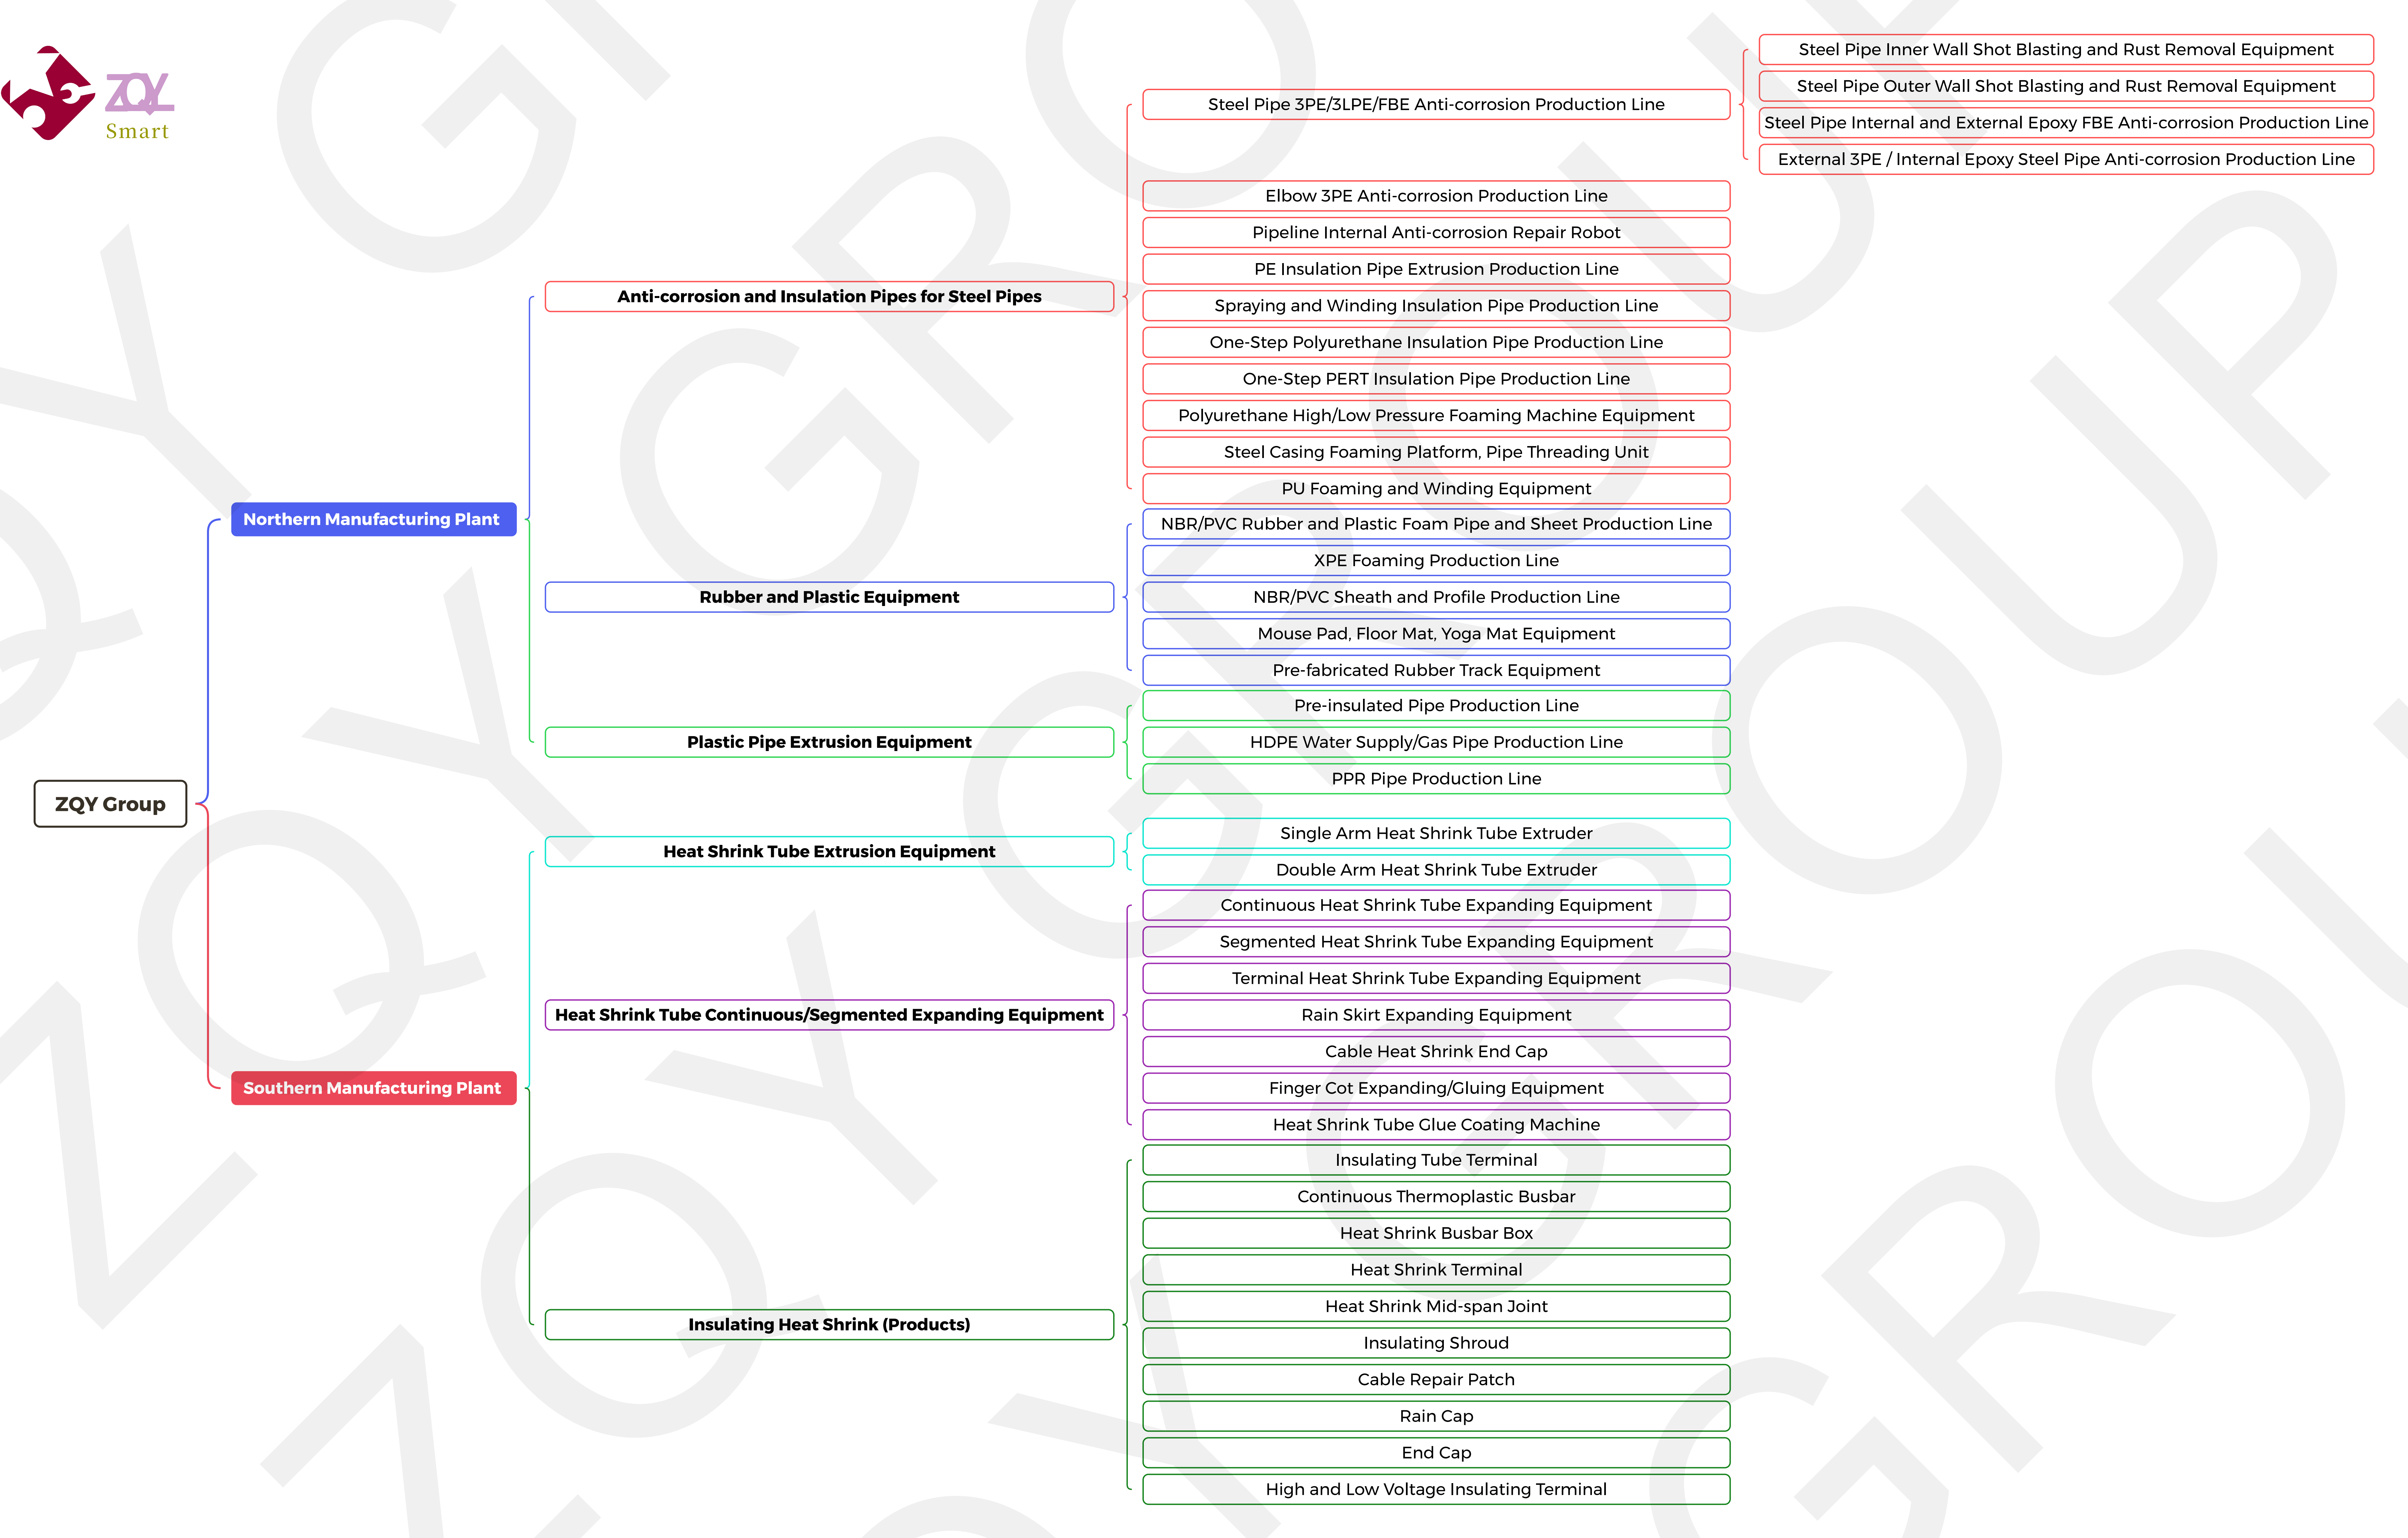 ZQY
Smart
ZQY Group
Northern Manufacturing Plant
Anti-corrosion and Insulation Pipes for Steel Pipes
Steel Pipe 3PE/3LPE/FBE Anti-corrosion Production Line
Steel Pipe Inner Wall Shot Blasting and Rust Removal Equipment
Steel Pipe Outer Wall Shot Blasting and Rust Removal Equipment
Steel Pipe Internal and External Epoxy FBE Anti-corrosion Production Line
External 3PE / Internal Epoxy Steel Pipe Anti-corrosion Production Line
Elbow 3PE Anti-corrosion Production Line
Pipeline Internal Anti-corrosion Repair Robot
PE Insulation Pipe Extrusion Production Line
Spraying and Winding Insulation Pipe Production Line
One-Step Polyurethane Insulation Pipe Production Line
One-Step PERT Insulation Pipe Production Line
Polyurethane High/Low Pressure Foaming Machine Equipment
Steel Casing Foaming Platform, Pipe Threading Unit
PU Foaming and Winding Equipment
Rubber and Plastic Equipment
NBR/PVC Rubber and Plastic Foam Pipe and Sheet Production Line
XPE Foaming Production Line
NBR/PVC Sheath and Profile Production Line
Mouse Pad, Floor Mat, Yoga Mat Equipment
Pre-fabricated Rubber Track Equipment
Plastic Pipe Extrusion Equipment
Pre-insulated Pipe Production Line
HDPE Water Supply/Gas Pipe Production Line
PPR Pipe Production Line
Southern Manufacturing Plant
Heat Shrink Tube Extrusion Equipment
Single Arm Heat Shrink Tube Extruder
Double Arm Heat Shrink Tube Extruder
Heat Shrink Tube Continuous/Segmented Expanding Equipment
Continuous Heat Shrink Tube Expanding Equipment
Segmented Heat Shrink Tube Expanding Equipment
Terminal Heat Shrink Tube Expanding Equipment
Rain Skirt Expanding Equipment
Cable Heat Shrink End Cap
Finger Cot Expanding/Gluing Equipment
Heat Shrink Tube Glue Coating Machine
Insulating Heat Shrink (Products)
Insulating Tube Terminal
Continuous Thermoplastic Busbar
Heat Shrink Busbar Box
Heat Shrink Terminal
Heat Shrink Mid-span Joint
Insulating Shroud
Cable Repair Patch
Rain Cap
End Cap
High and Low Voltage Insulating Terminal
ZQY GROUP
ZQY GROUP
ZQY GROUP